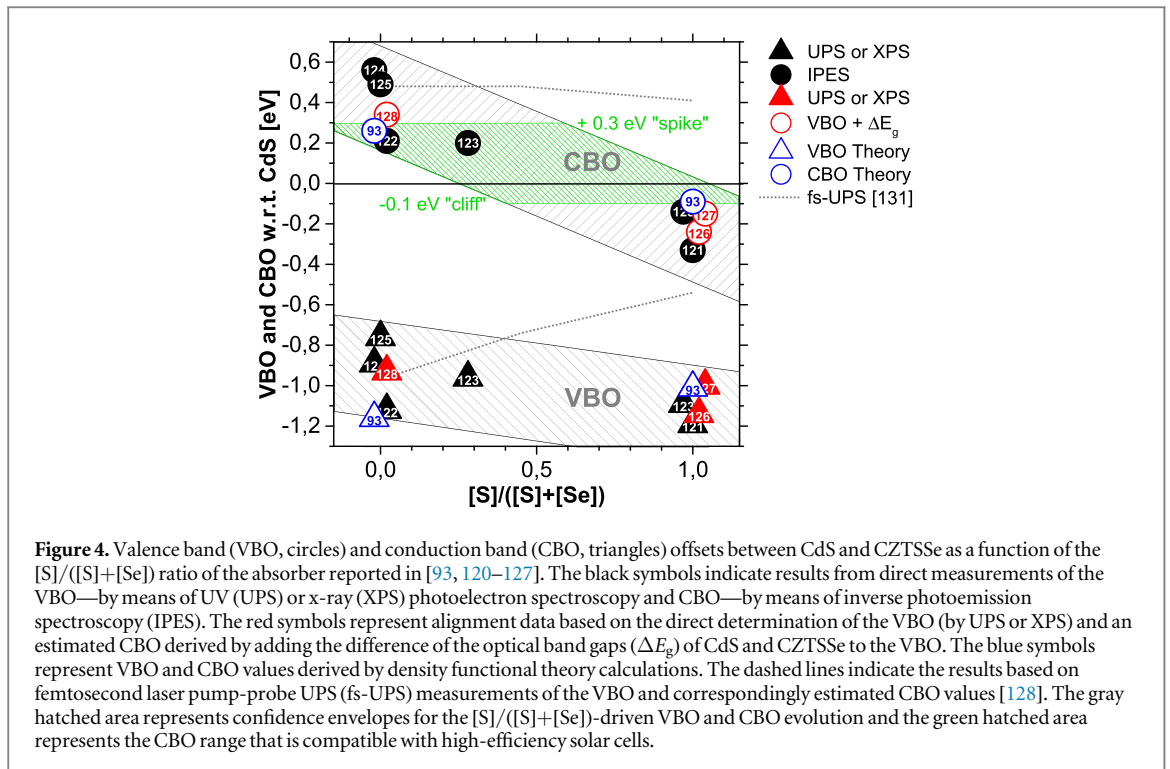 0,6
0,4
0,2
0,0
-0,2
-0,4
-0,6
-0,8
-1,0
-1,2
VBO and CBO w.r.t. CdS [eV]
124
125
128
93
122
123
+ 0.3 eV "spike"
CBO
-0.1 eV "cliff"
93
127
126
121
125
128
123
122
93
VBO
93
27
123
126
121
0,0 0,5 1,0
[S]/([S]+[Se])
UPS or XPS
IPES
UPS or XPS
VBO + ΔEg
VBO Theory
CBO Theory
fs-UPS [131]
Figure 4. Valence band (VBO, circles) and conduction band (CBO, triangles) offsets between CdS and CZTSSe as a function of the
[S]/([S]+[Se]) ratio of the absorber reported in [93, 120–127]. The black symbols indicate results from direct measurements of the
VBO—by means of UV (UPS) or x-ray (XPS) photoelectron spectroscopy and CBO—by means of inverse photoemission
spectroscopy (IPES). The red symbols represent alignment data based on the direct determination of the VBO (by UPS or XPS) and an
estimated CBO derived by adding the difference of the optical band gaps (ΔEg) of CdS and CZTSSe to the VBO. The blue symbols
represent VBO and CBO values derived by density functional theory calculations. The dashed lines indicate the results based on
femtosecond laser pump-probe UPS (fs-UPS) measurements of the VBO and correspondingly estimated CBO values [128]. The gray
hatched area represents confidence envelopes for the [S]/([S]+[Se])-driven VBO and CBO evolution and the green hatched area
represents the CBO range that is compatible with high-efficiency solar cells.